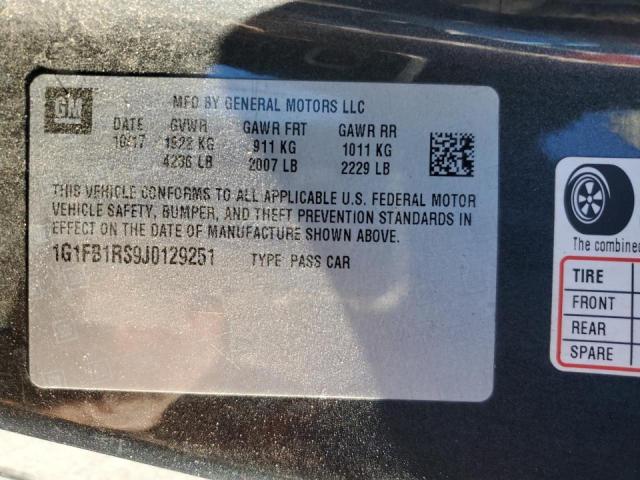 GM
MFD BY GENERAL MOTORS LLC
DATE GVWR GAWR FRT GAWR RR
10/17 1922 KG 911 KG 1011 KG
4236 LB 2007 LB 2229 LB
THIS VEHICLE CONFORMS TO ALL APPLICABLE U.S. FEDERAL MOTOR
VEHICLE SAFETY, BUMPER, AND THEFT PREVENTION STANDARDS IN
EFFECT ON THE DATE OF MANUFACTURE SHOWN ABOVE.
1G1FB1RS9J0129251 TYPE PASS CAR
The combined
TIRE
FRONT
REAR
SPARE